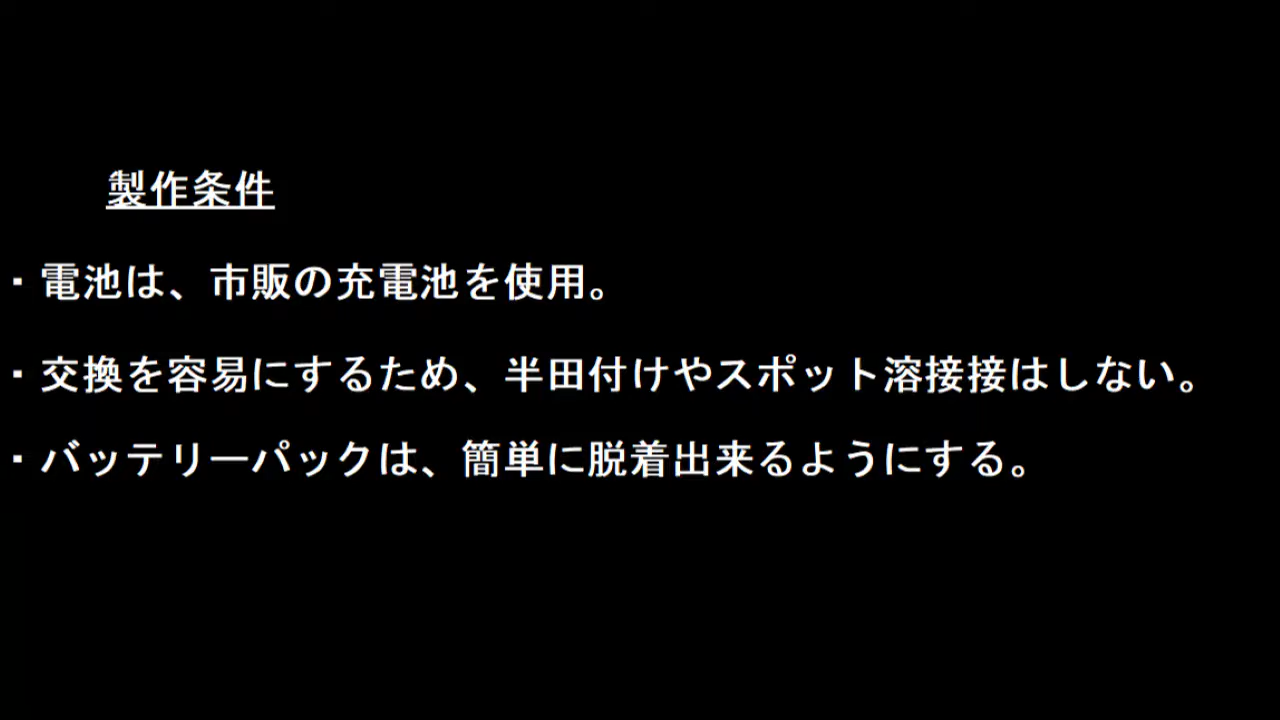 製作条件
・電池は、市販の充電池を使用。
・交換を容易にするため、半田付けやスポット溶接接はしない。
・バッテリーパックは、簡単に脱着出来るようにする。